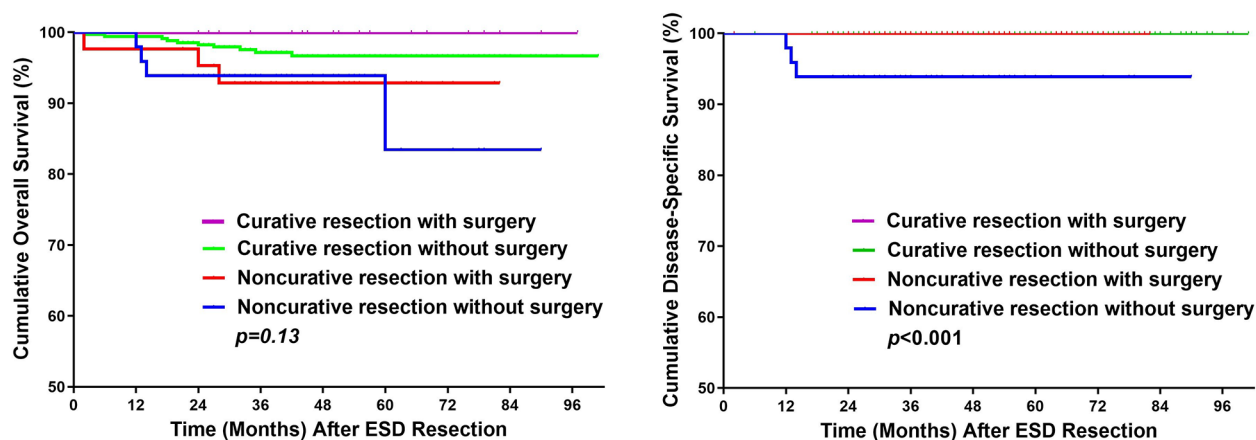 Cumulative Overall Survival (%)
100
90
80
70
60
50
0 12 24 36 48 60 72 84 96
Time (Months) After ESD Resection
Curative resection with surgery
Curative resection without surgery
Noncurative resection with surgery
Noncurative resection without surgery
p=0.13
Cumulative Disease-Specific Survival (%)
100
90
80
70
60
50
0 12 24 36 48 60 72 84 96
Time (Months) After ESD Resection
Curative resection with surgery
Curative resection without surgery
Noncurative resection with surgery
Noncurative resection without surgery
p<0.001